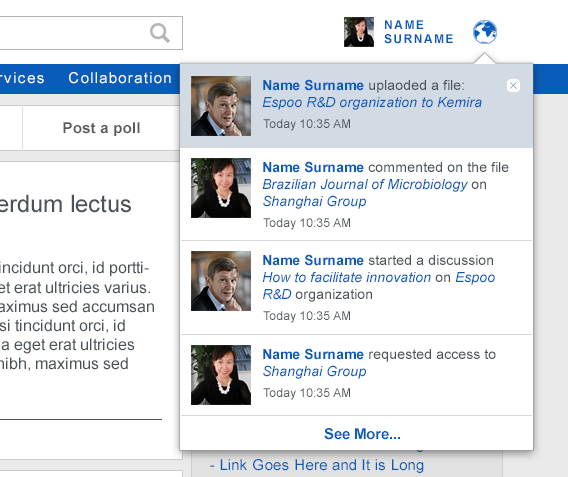 NAME
SURNAME
rvices
Collaboration
Post a poll
erdum lectus
incidunt orci, id portti-
et erat ultricies varius.
aximus sed accumsan
si tincidunt orci, id
a eget erat ultricies
nibh, maximus sed
Name Surname uplaoded a file:
Espoo R&D organization to Kemira
Today 10:35 AM
Name Surname commented on the file
Brazilian Journal of Microbiology on
Shanghai Group
Today 10:35 AM
Name Surname started a discussion
How to facilitate innovation on Espoo
R&D organization
Today 10:35 AM
Name Surname requested access to
Shanghai Group
Today 10:35 AM
See More...
- Link Goes Here and It is Long